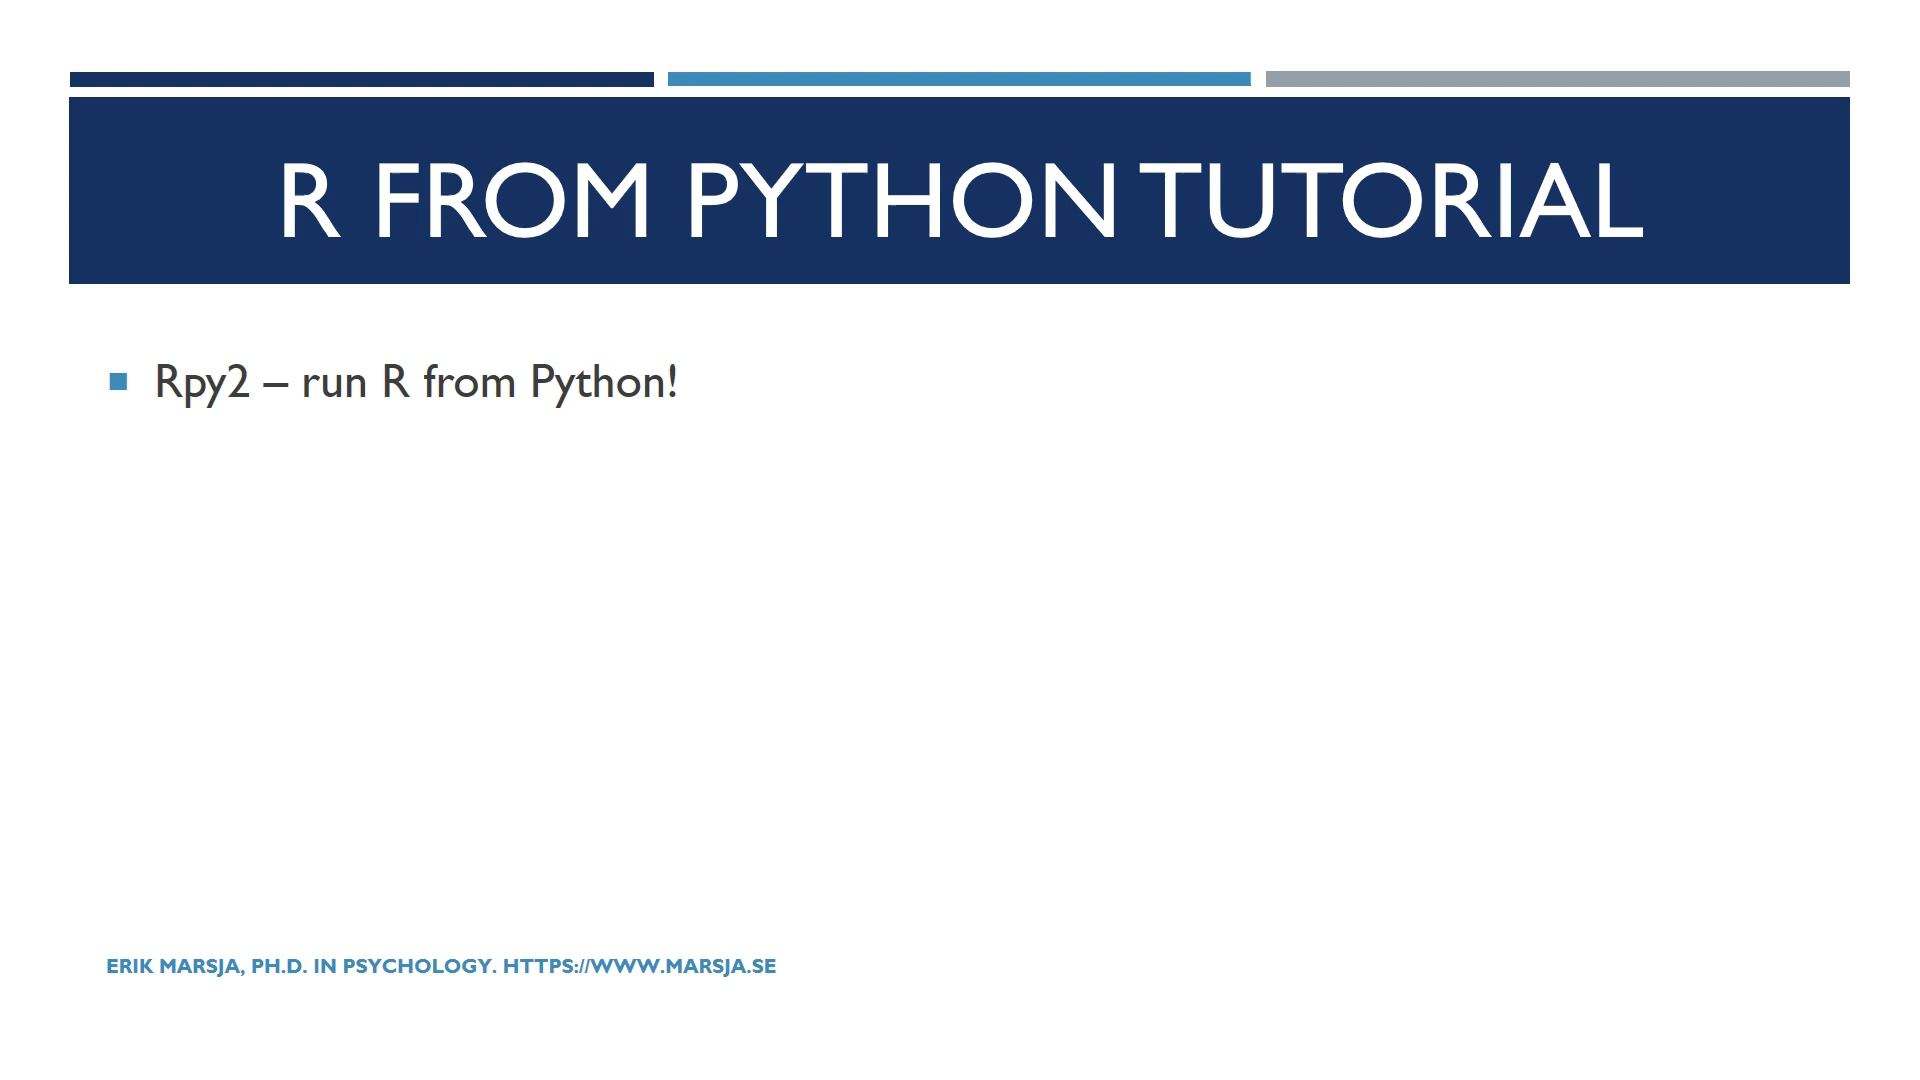 R FROM PYTHON TUTORIAL
Rpy2 – run R from Python!
ERIK MARSJA, PH.D. IN PSYCHOLOGY. HTTPS://WWW.MARSJA.SE